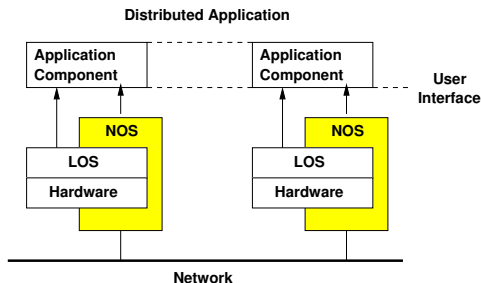 Distributed Application
Application
Component
Application
Component
User
Interface
NOS
NOS
LOS
LOS
Hardware
Hardware
Network